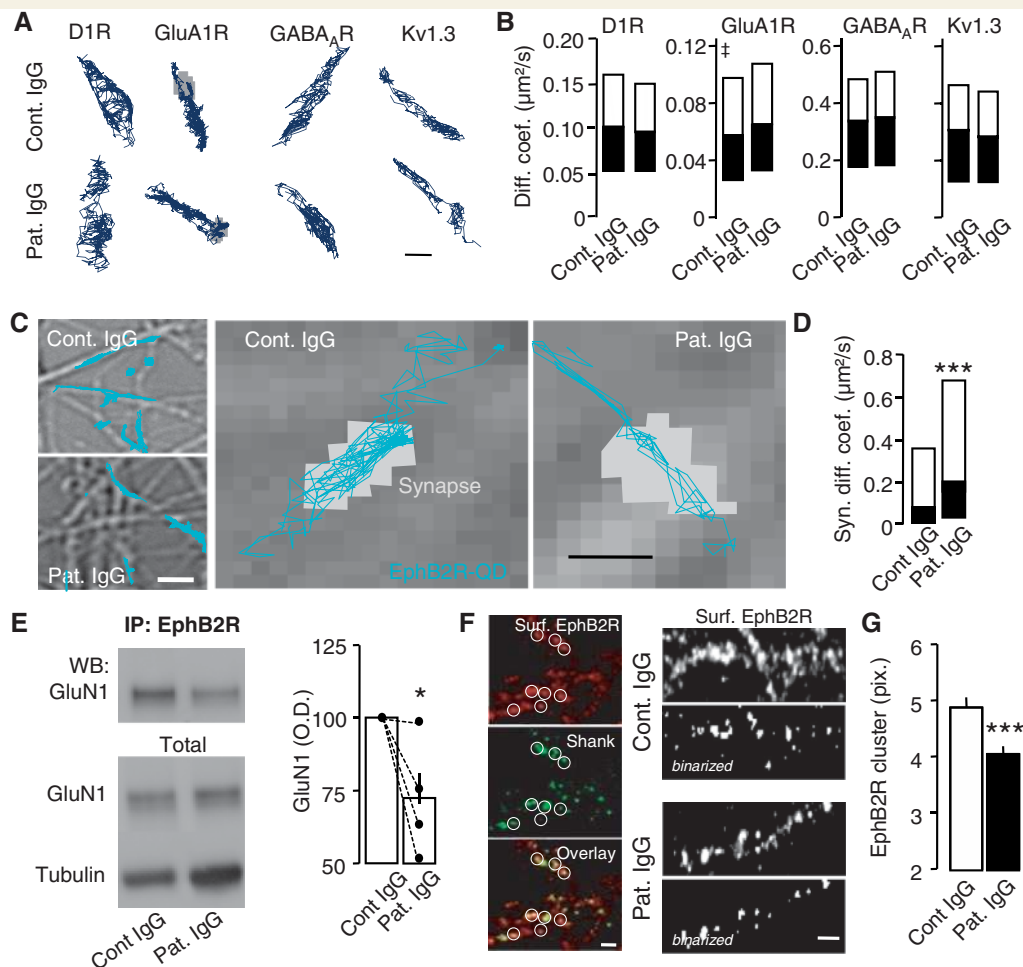 A
D1R GluA1R GABA_AR Kv1.3
Cont. IgG
Pat. IgG
B
D1R GluA1R GABA_AR Kv1.3
Diff. coef. (µm²/s)
0.20
0.15
0.10
0.05
0
0.12
0.08
0.04
0
‡
0.6
0.4
0.2
0
Cont. IgG Pat. IgG Cont. IgG Pat. IgG Cont. IgG Pat. IgG Cont. IgG Pat. IgG
C
Cont. IgG
Pat. IgG
Cont. IgG
Synapse
EphB2R-QD
Pat. IgG
D
Syn. diff. coef. (µm²/s)
0.8
0.6
0.4
0.2
0
***
Cont IgG Pat. IgG
E
IP: EphB2R
WB:
GluN1
Total
GluN1
Tubulin
Cont IgG Pat. IgG
GluN1 (O.D.)
125
100
75
50
*
Cont IgG Pat. IgG
F
Surf. EphB2R
Shank
Overlay
Surf. EphB2R
Cont. IgG
binarized
Pat. IgG
binarized
G
EphB2R cluster (pix.)
6
5
4
3
2
***
Cont IgG Pat. IgG